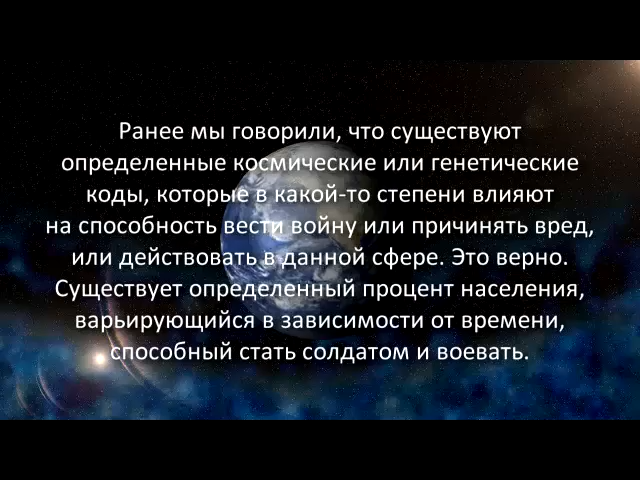 Ранее мы говорили, что существуют
определенные космические или генетические
коды, которые в какой-то степени влияют
на способность вести войну или причинять вред,
или действовать в данной сфере. Это верно.
Существует определенный процент населения,
варьирующийся в зависимости от времени,
способный стать солдатом и воевать.